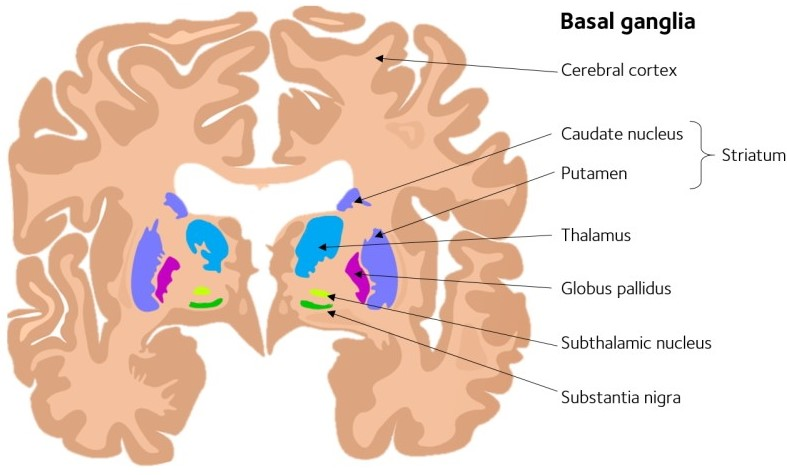 Basal ganglia
Cerebral cortex
Caudate nucleus
Striatum
Putamen
Thalamus
Globus pallidus
Subthalamic nucleus
Substantia nigra